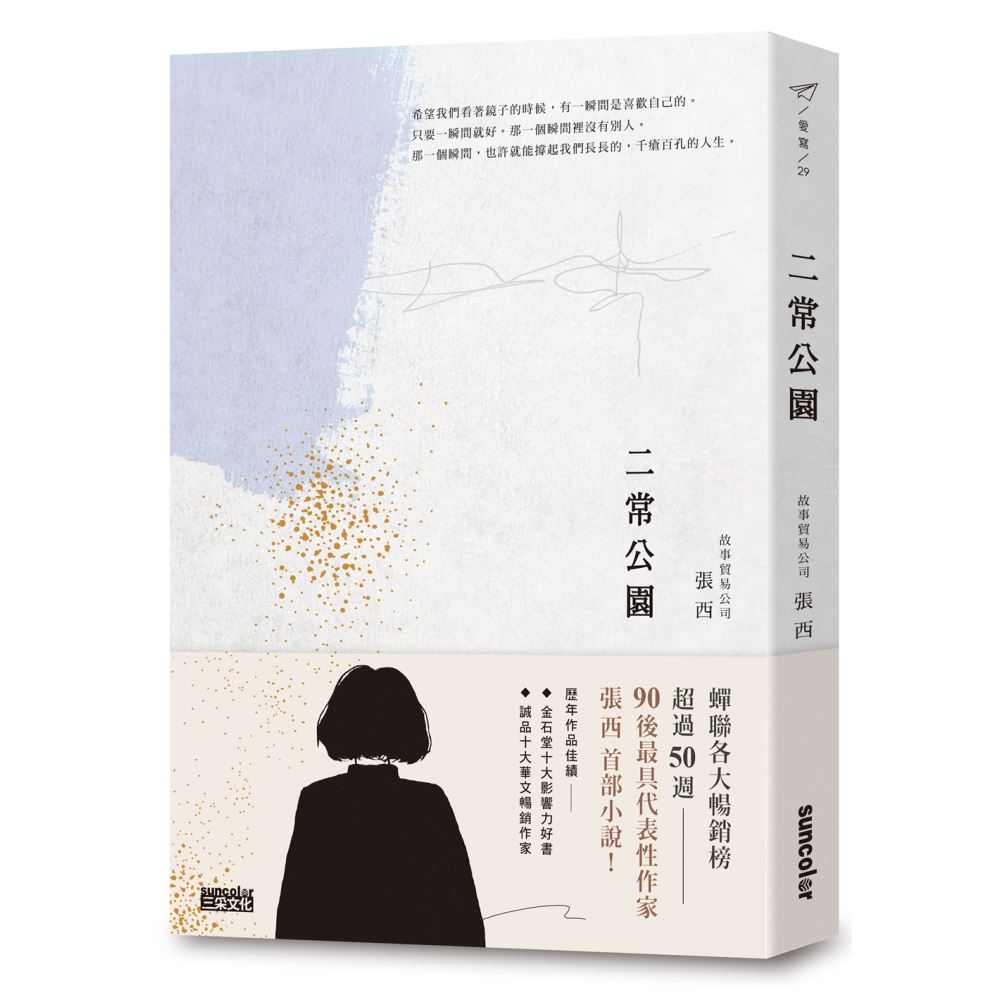 希望我們看著鏡子的時候，有一瞬間是喜歡自己的。
只要一瞬間就好。那一個瞬間裡沒有別人。
那一個瞬間，也許就能撐起我們長長的，千瘡百孔的人生。
二常公園
故事貿易公司
張西
蟬聯各大暢銷榜
超過50週
90後最具代表性作家
張西 首部小說！
歷年作品佳績
◆ 金石堂十大影響力好書
◆ 誠品十大華文暢銷作家
suncolor
三采文化
愛寫
29
二常公園
故事貿易公司
張西
suncolor